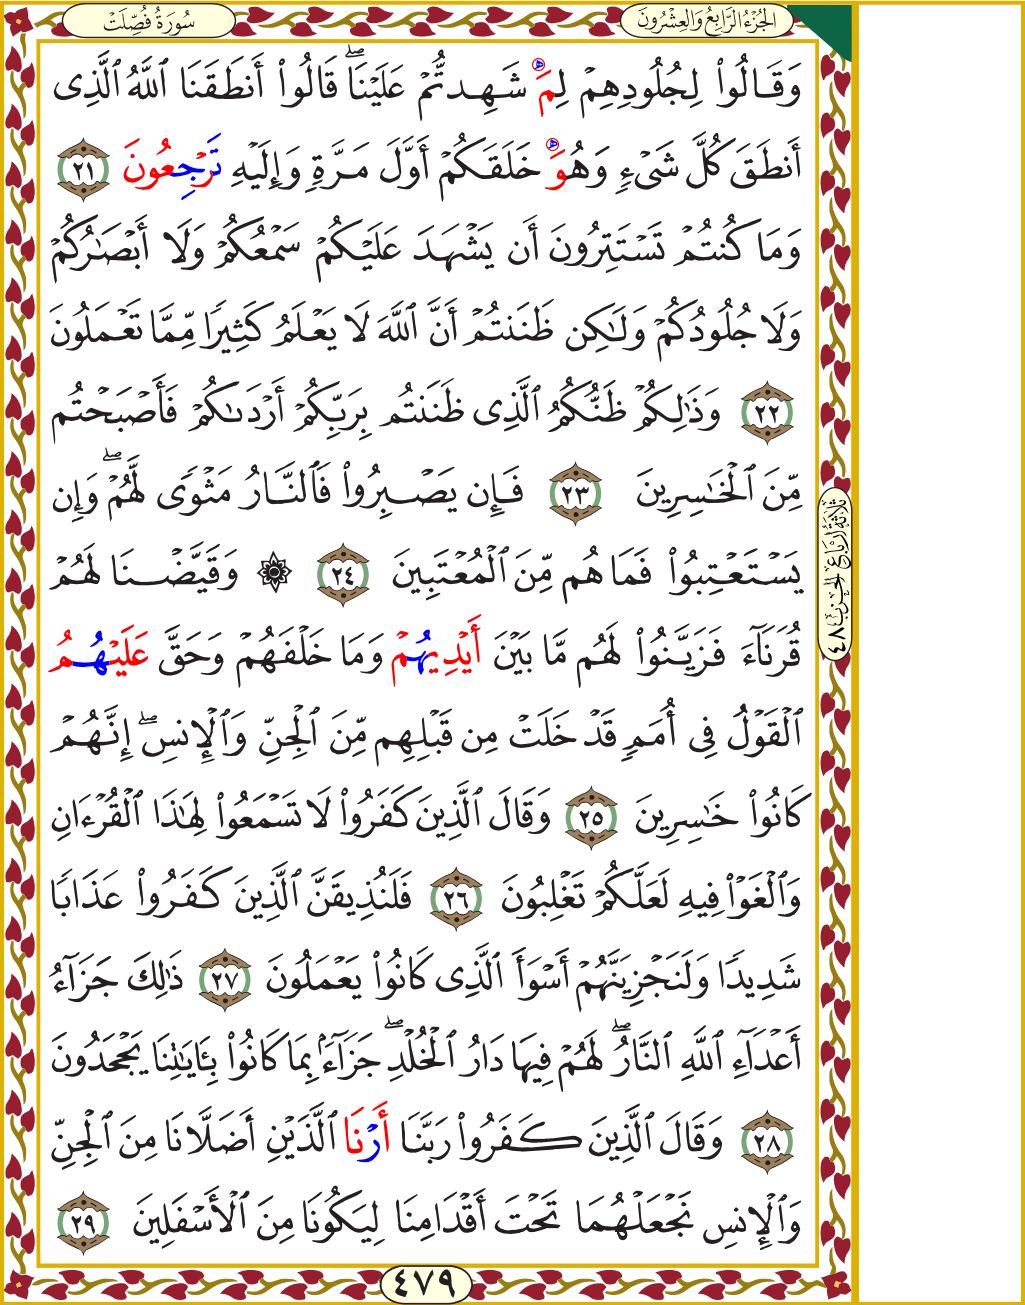 الجُزْءُ الرَّابِعُ وَالعِشْرُونَ
سُورَةُ فُصِّلَتْ
وَقَالُوا۟ لِجُلُودِهِمْ لِمَ شَهِدتُّمْ عَلَيْنَا ۖ قَالُوٓا۟ أَنطَقَنَا ٱللَّهُ ٱلَّذِى
أَنطَقَ كُلَّ شَىْءٍ وَهُوَ خَلَقَكُمْ أَوَّلَ مَرَّةٍ وَإِلَيْهِ تَرْجِعُونَ ٢١
وَمَا كُنتُمْ تَسْتَتِرُونَ أَن يَشْهَدَ عَلَيْكُمْ سَمْعُكُمْ وَلَا أَبْصَـٰرُكُمْ
وَلَا جُلُودُكُمْ وَلَـٰكِن ظَنَنتُمْ أَنَّ ٱللَّهَ لَا يَعْلَمُ كَثِيرًا مِّمَّا تَعْمَلُونَ
٢٢ وَذَٰلِكُمْ ظَنُّكُمُ ٱلَّذِى ظَنَنتُم بِرَبِّكُمْ أَرْدَىٰكُمْ فَأَصْبَحْتُم
مِّنَ ٱلْخَـٰسِرِينَ ٢٣ فَإِن يَصْبِرُوا۟ فَٱلنَّارُ مَثْوًى لَّهُمْ ۖ وَإِن
يَسْتَعْتِبُوا۟ فَمَا هُم مِّنَ ٱلْمُعْتَبِينَ ٢٤ ۞ وَقَيَّضْنَا لَهُمْ
قُرَنَآءَ فَزَيَّنُوا۟ لَهُم مَّا بَيْنَ أَيْدِيهُمْ وَمَا خَلْفَهُمْ وَحَقَّ عَلَيْهُمُ
ٱلْقَوْلُ فِى أُمَمٍ قَدْ خَلَتْ مِن قَبْلِهِم مِّنَ ٱلْجِنِّ وَٱلْإِنسِ ۖ إِنَّهُمْ
كَانُوا۟ خَـٰسِرِينَ ٢٥ وَقَالَ ٱلَّذِينَ كَفَرُوا۟ لَا تَسْمَعُوا۟ لِهَـٰذَا ٱلْقُرْءَانِ
وَٱلْغَوْا۟ فِيهِ لَعَلَّكُمْ تَغْلِبُونَ ٢٦ فَلَنُذِيقَنَّ ٱلَّذِينَ كَفَرُوا۟ عَذَابًا
شَدِيدًا وَلَنَجْزِيَنَّهُمْ أَسْوَأَ ٱلَّذِى كَانُوا۟ يَعْمَلُونَ ٢٧ ذَٰلِكَ جَزَآءُ
أَعْدَآءِ ٱللَّهِ ٱلنَّارُ ۖ لَهُمْ فِيهَا دَارُ ٱلْخُلْدِ ۖ جَزَآءًۢ بِمَا كَانُوا۟ بِـَٔايَـٰتِنَا يَجْحَدُونَ
٢٨ وَقَالَ ٱلَّذِينَ كَفَرُوا۟ رَبَّنَا أَرْنَا ٱلَّذَيْنِ أَضَلَّانَا مِنَ ٱلْجِنِّ
وَٱلْإِنسِ نَجْعَلْهُمَا تَحْتَ أَقْدَامِنَا لِيَكُونَا مِنَ ٱلْأَسْفَلِينَ ٢٩
ثَلَاثَةُ أَرْبَاعِ الحِزْبِ ٤٨
٤٧٩